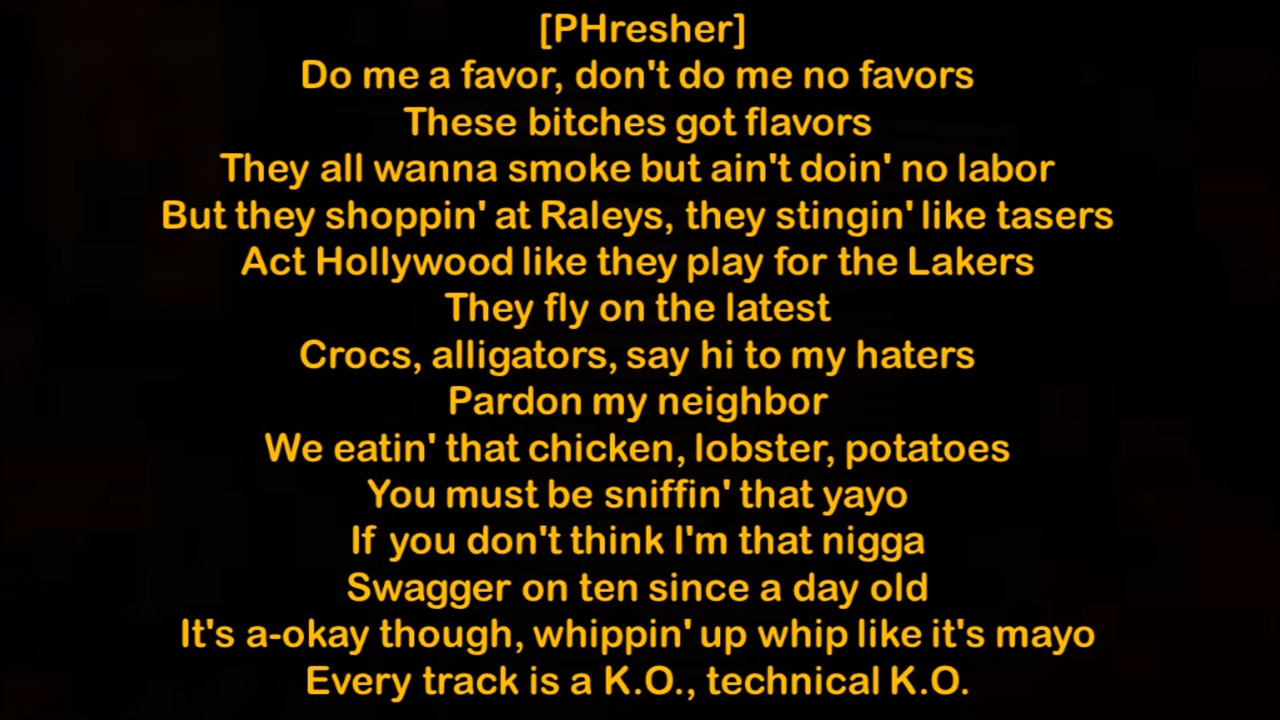 [PHresher]
Do me a favor, don't do me no favors
These bitches got flavors
They all wanna smoke but ain't doin' no labor
But they shoppin' at Raleys, they stingin' like tasers
Act Hollywood like they play for the Lakers
They fly on the latest
Crocs, alligators, say hi to my haters
Pardon my neighbor
We eatin' that chicken, lobster, potatoes
You must be sniffin' that yayo
If you don't think I'm that nigga
Swagger on ten since a day old
It's a-okay though, whippin' up whip like it's mayo
Every track is a K.O., technical K.O.